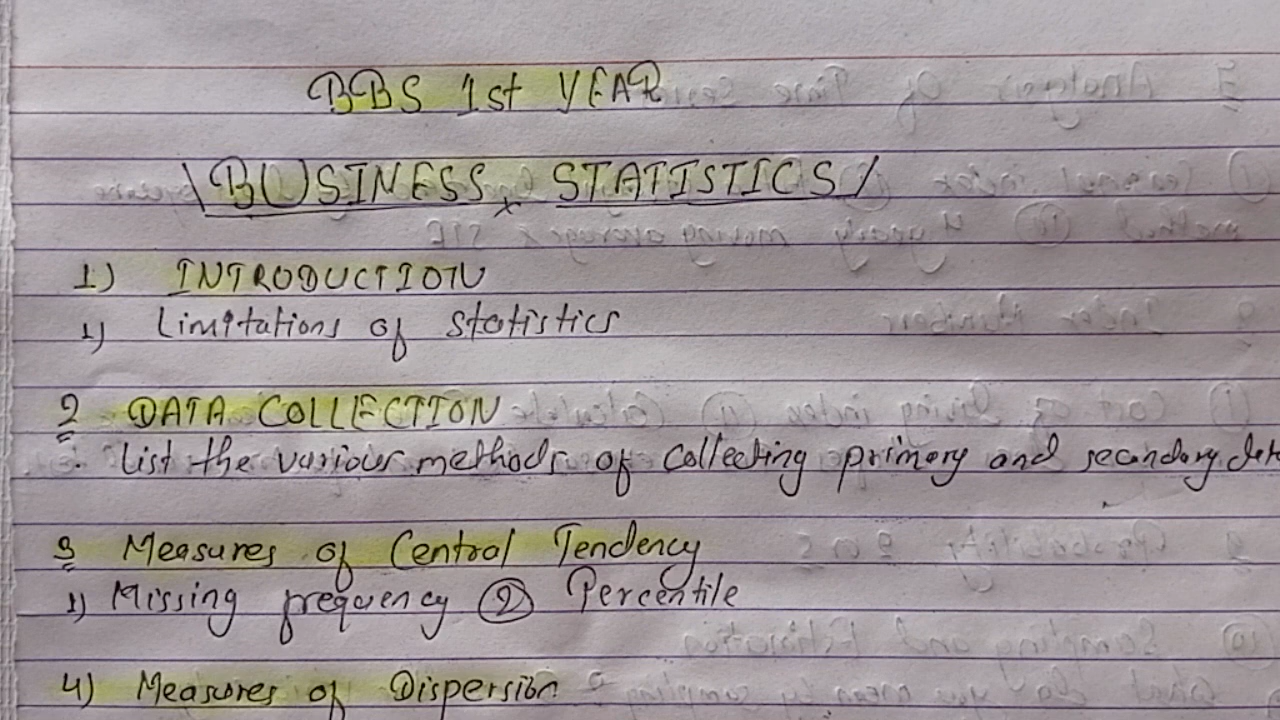 BBS 1st YEAR
BUSINESS STATISTICS
1) INTRODUCTION
1) Limitations of statistics
2 DATA COLLECTION
. List the various methods of collecting primary and secondary
3 Measures of Central Tendency
1) Missing frequency ② Percentile
4) Measures of Dispersion